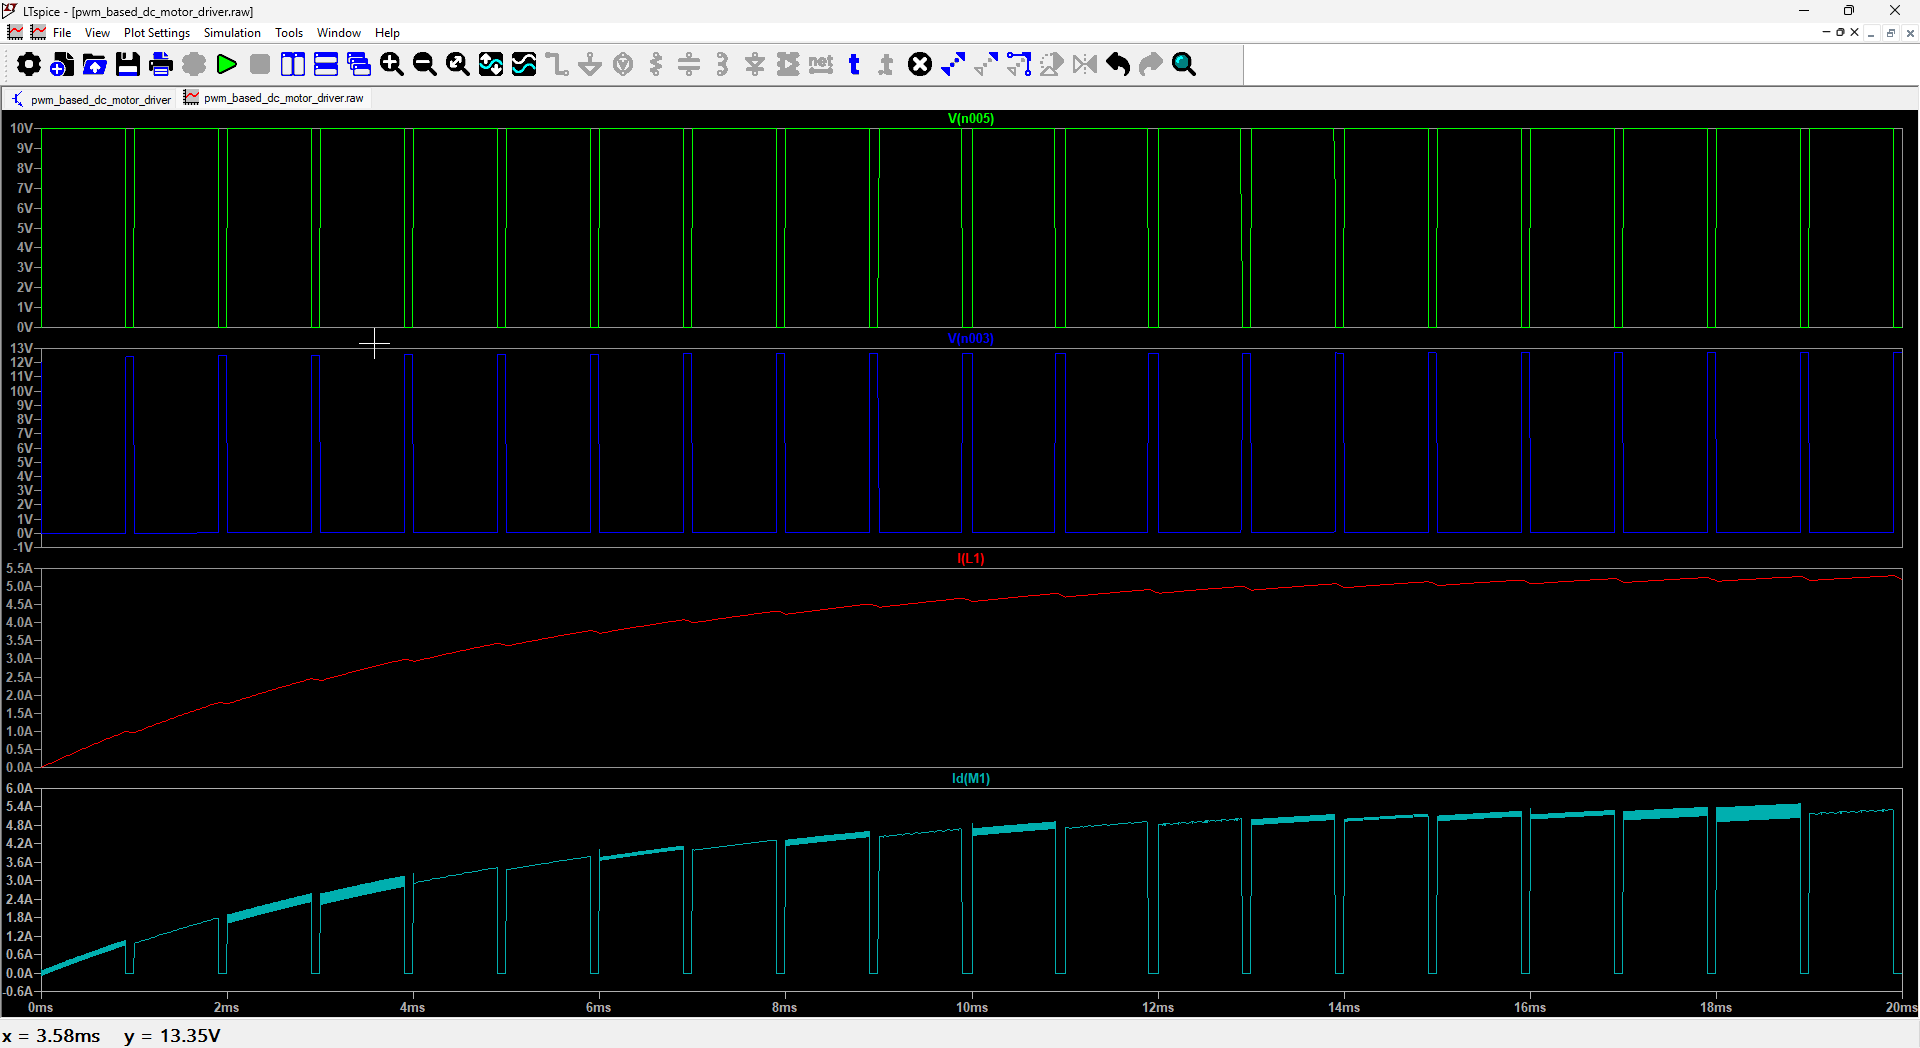 LTspice - [pwm_based_dc_motor_driver.raw]
File View Plot Settings Simulation Tools Window Help
net t t
pwm_based_dc_motor_driver pwm_based_dc_motor_driver.raw
V(n005)
10V
9V
8V
7V
6V
5V
4V
3V
2V
1V
0V
V(n003)
13V
12V
11V
10V
9V
8V
7V
6V
5V
4V
3V
2V
1V
0V
-1V
I(L1)
5.5A
5.0A
4.5A
4.0A
3.5A
3.0A
2.5A
2.0A
1.5A
1.0A
0.5A
0.0A
Id(M1)
6.0A
5.4A
4.8A
4.2A
3.6A
3.0A
2.4A
1.8A
1.2A
0.6A
0.0A
-0.6A
0ms 2ms 4ms 6ms 8ms 10ms 12ms 14ms 16ms 18ms 20ms
x = 3.58ms y = 13.35V